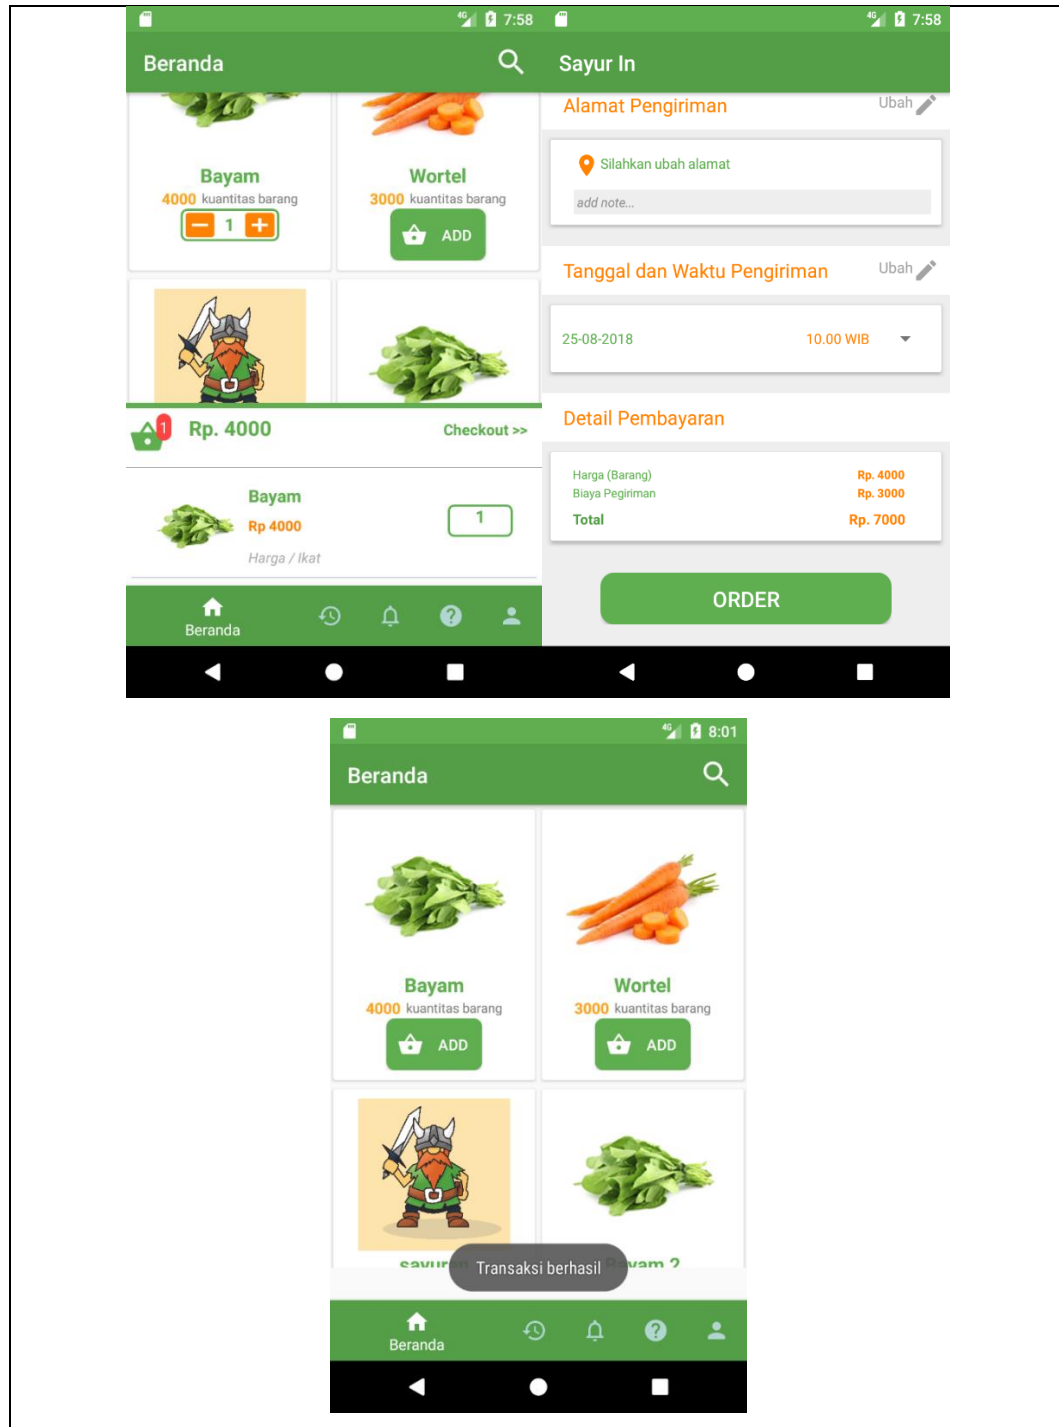 4G 7:58
Beranda
Bayam
4000 kuantitas barang
1
Wortel
3000 kuantitas barang
ADD
1
Rp. 4000
Checkout >>
Bayam
Rp 4000
Harga / Ikat
1
Beranda
4G 7:58
Sayur In
Alamat Pengiriman
Ubah
Silahkan ubah alamat
add note...
Tanggal dan Waktu Pengiriman
Ubah
25-08-2018
10.00 WIB
Detail Pembayaran
Harga (Barang) Rp. 4000
Biaya Pegiriman Rp. 3000
Total Rp. 7000
ORDER
4G 8:01
Beranda
Bayam
4000 kuantitas barang
ADD
Wortel
3000 kuantitas barang
ADD
Transaksi berhasil
Beranda